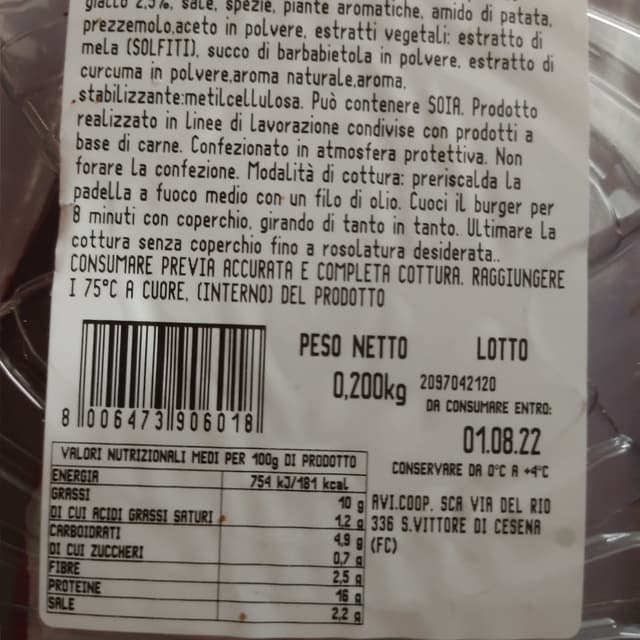 giallo 2,5%, sale, spezie, piante aromatiche, amido di patata,
prezzemolo,aceto in polvere, estratti vegetali: estratto di
mela (SOLFITI), succo di barbabietola in polvere, estratto di
curcuma in polvere,aroma naturale,aroma,
stabilizzante:metilcellulosa. Può contenere SOIA. Prodotto
realizzato in linee di lavorazione condivise con prodotti a
base di carne. Confezionato in atmosfera protettiva. Non
forare la confezione. Modalità di cottura: preriscalda la
padella a fuoco medio con un filo di olio. Cuoci il burger per
8 minuti con coperchio, girando di tanto in tanto. Ultimare la
cottura senza coperchio fino a rosolatura desiderata..
CONSUMARE PREVIA ACCURATA E COMPLETA COTTURA. RAGGIUNGERE
I 75°C A CUORE, (INTERNO) DEL PRODOTTO
PESO NETTO
0,200kg
LOTTO
2097042120
DA CONSUMARE ENTRO:
01.08.22
CONSERVARE DA 0°C A +4°C
8 006473 906018
VALORI NUTRIZIONALI MEDI PER 100g DI PRODOTTO
ENERGIA 754 kJ/181 kcal
GRASSI 10 g
DI CUI ACIDI GRASSI SATURI 1,2 g
CARBOIDRATI 4,9 g
DI CUI ZUCCHERI 0,7 g
FIBRE 2,5 g
PROTEINE 16 g
SALE 2,2 g
AVI.COOP. SCA VIA DEL RIO
336 S.VITTORE DI CESENA
(FC)